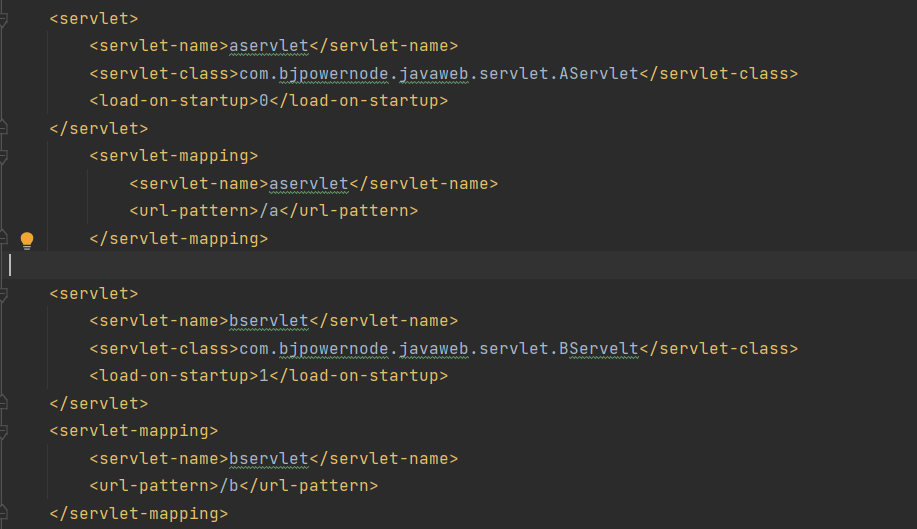 <servlet>
<servlet-name>aservlet</servlet-name>
<servlet-class>com.bjpowernode.javaweb.servlet.AServlet</servlet-class>
<load-on-startup>0</load-on-startup>
</servlet>
<servlet-mapping>
<servlet-name>aservlet</servlet-name>
<url-pattern>/a</url-pattern>
</servlet-mapping>
<servlet>
<servlet-name>bservlet</servlet-name>
<servlet-class>com.bjpowernode.javaweb.servlet.BServelt</servlet-class>
<load-on-startup>1</load-on-startup>
</servlet>
<servlet-mapping>
<servlet-name>bservlet</servlet-name>
<url-pattern>/b</url-pattern>
</servlet-mapping>